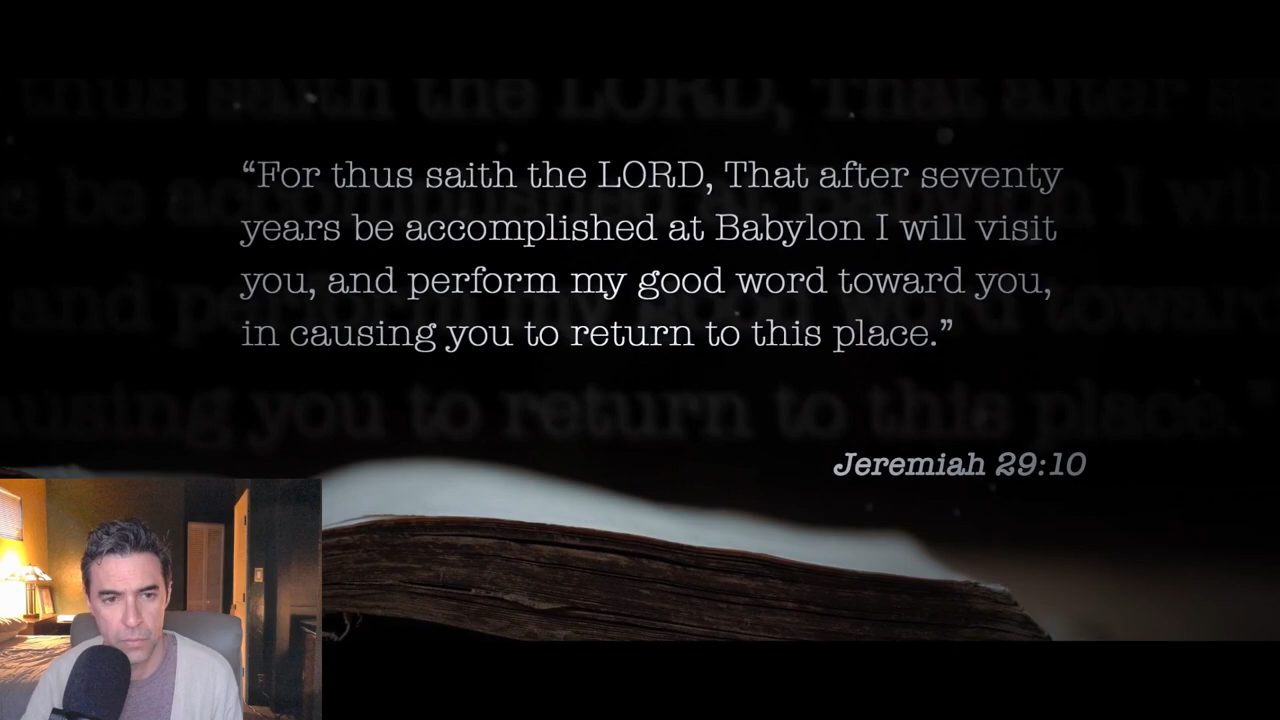 “For thus saith the LORD, That after seventy
years be accomplished at Babylon I will visit
you, and perform my good word toward you,
in causing you to return to this place.”
Jeremiah 29:10